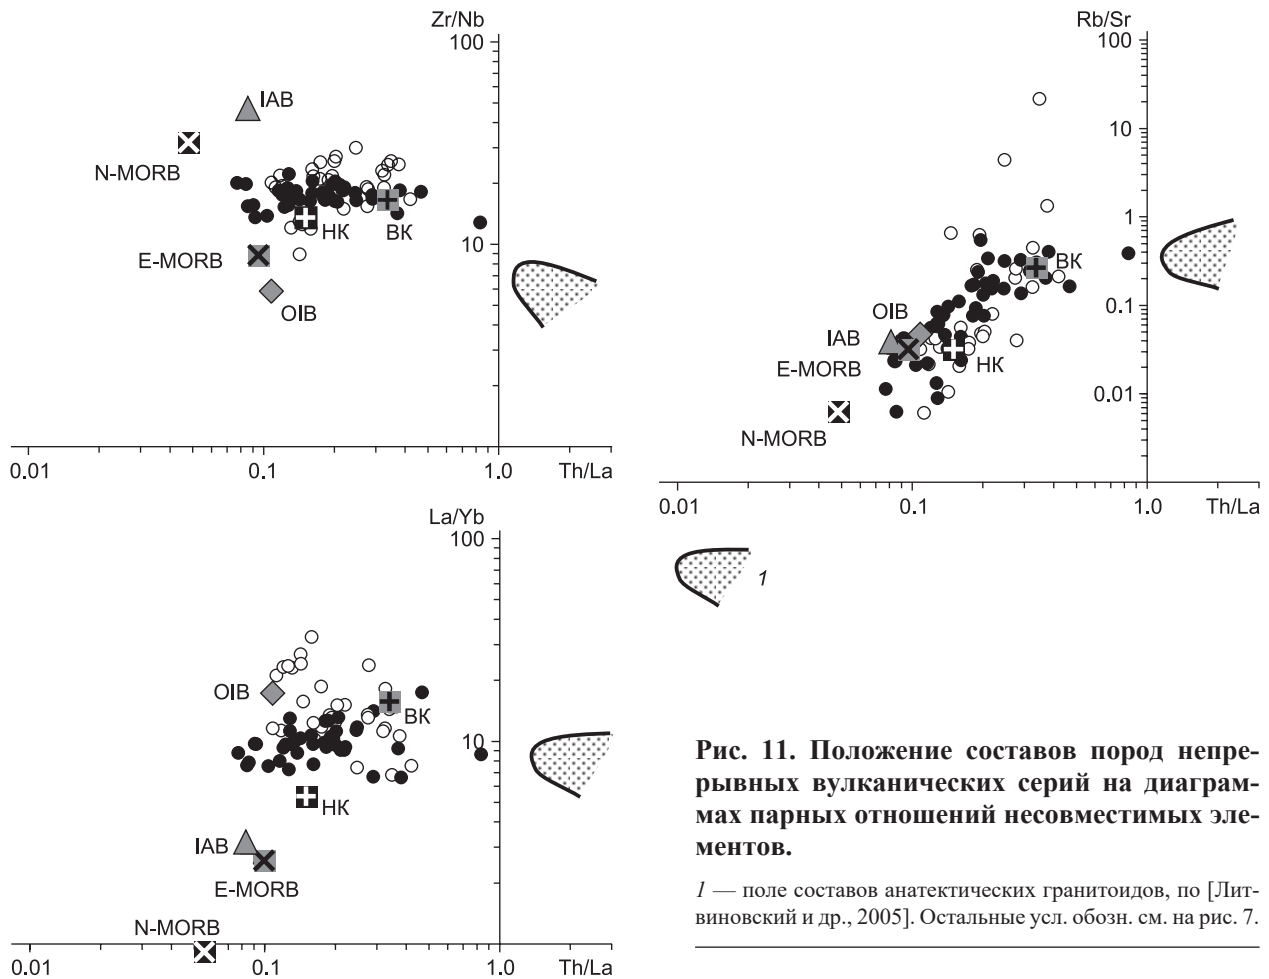 Zr/Nb
100
IAB
N-MORB
НК
ВК
E-MORB
10
OIB
0.01
0.1
1.0
Th/La
Rb/Sr
100
10
1
ВК
0.1
OIB
IAB
E-MORB
НК
0.01
N-MORB
0.01
0.1
1.0
Th/La
La/Yb
100
OIB
ВК
10
НК
IAB
E-MORB
N-MORB
0.01
0.1
1.0
Th/La
1
Рис. 11. Положение составов пород непре-
рывных вулканических серий на диаграм-
мах парных отношений несовместимых эле-
ментов.
1 — поле составов анатектических гранитоидов, по [Лит-
виновский и др., 2005]. Остальные усл. обозн. см. на рис. 7.